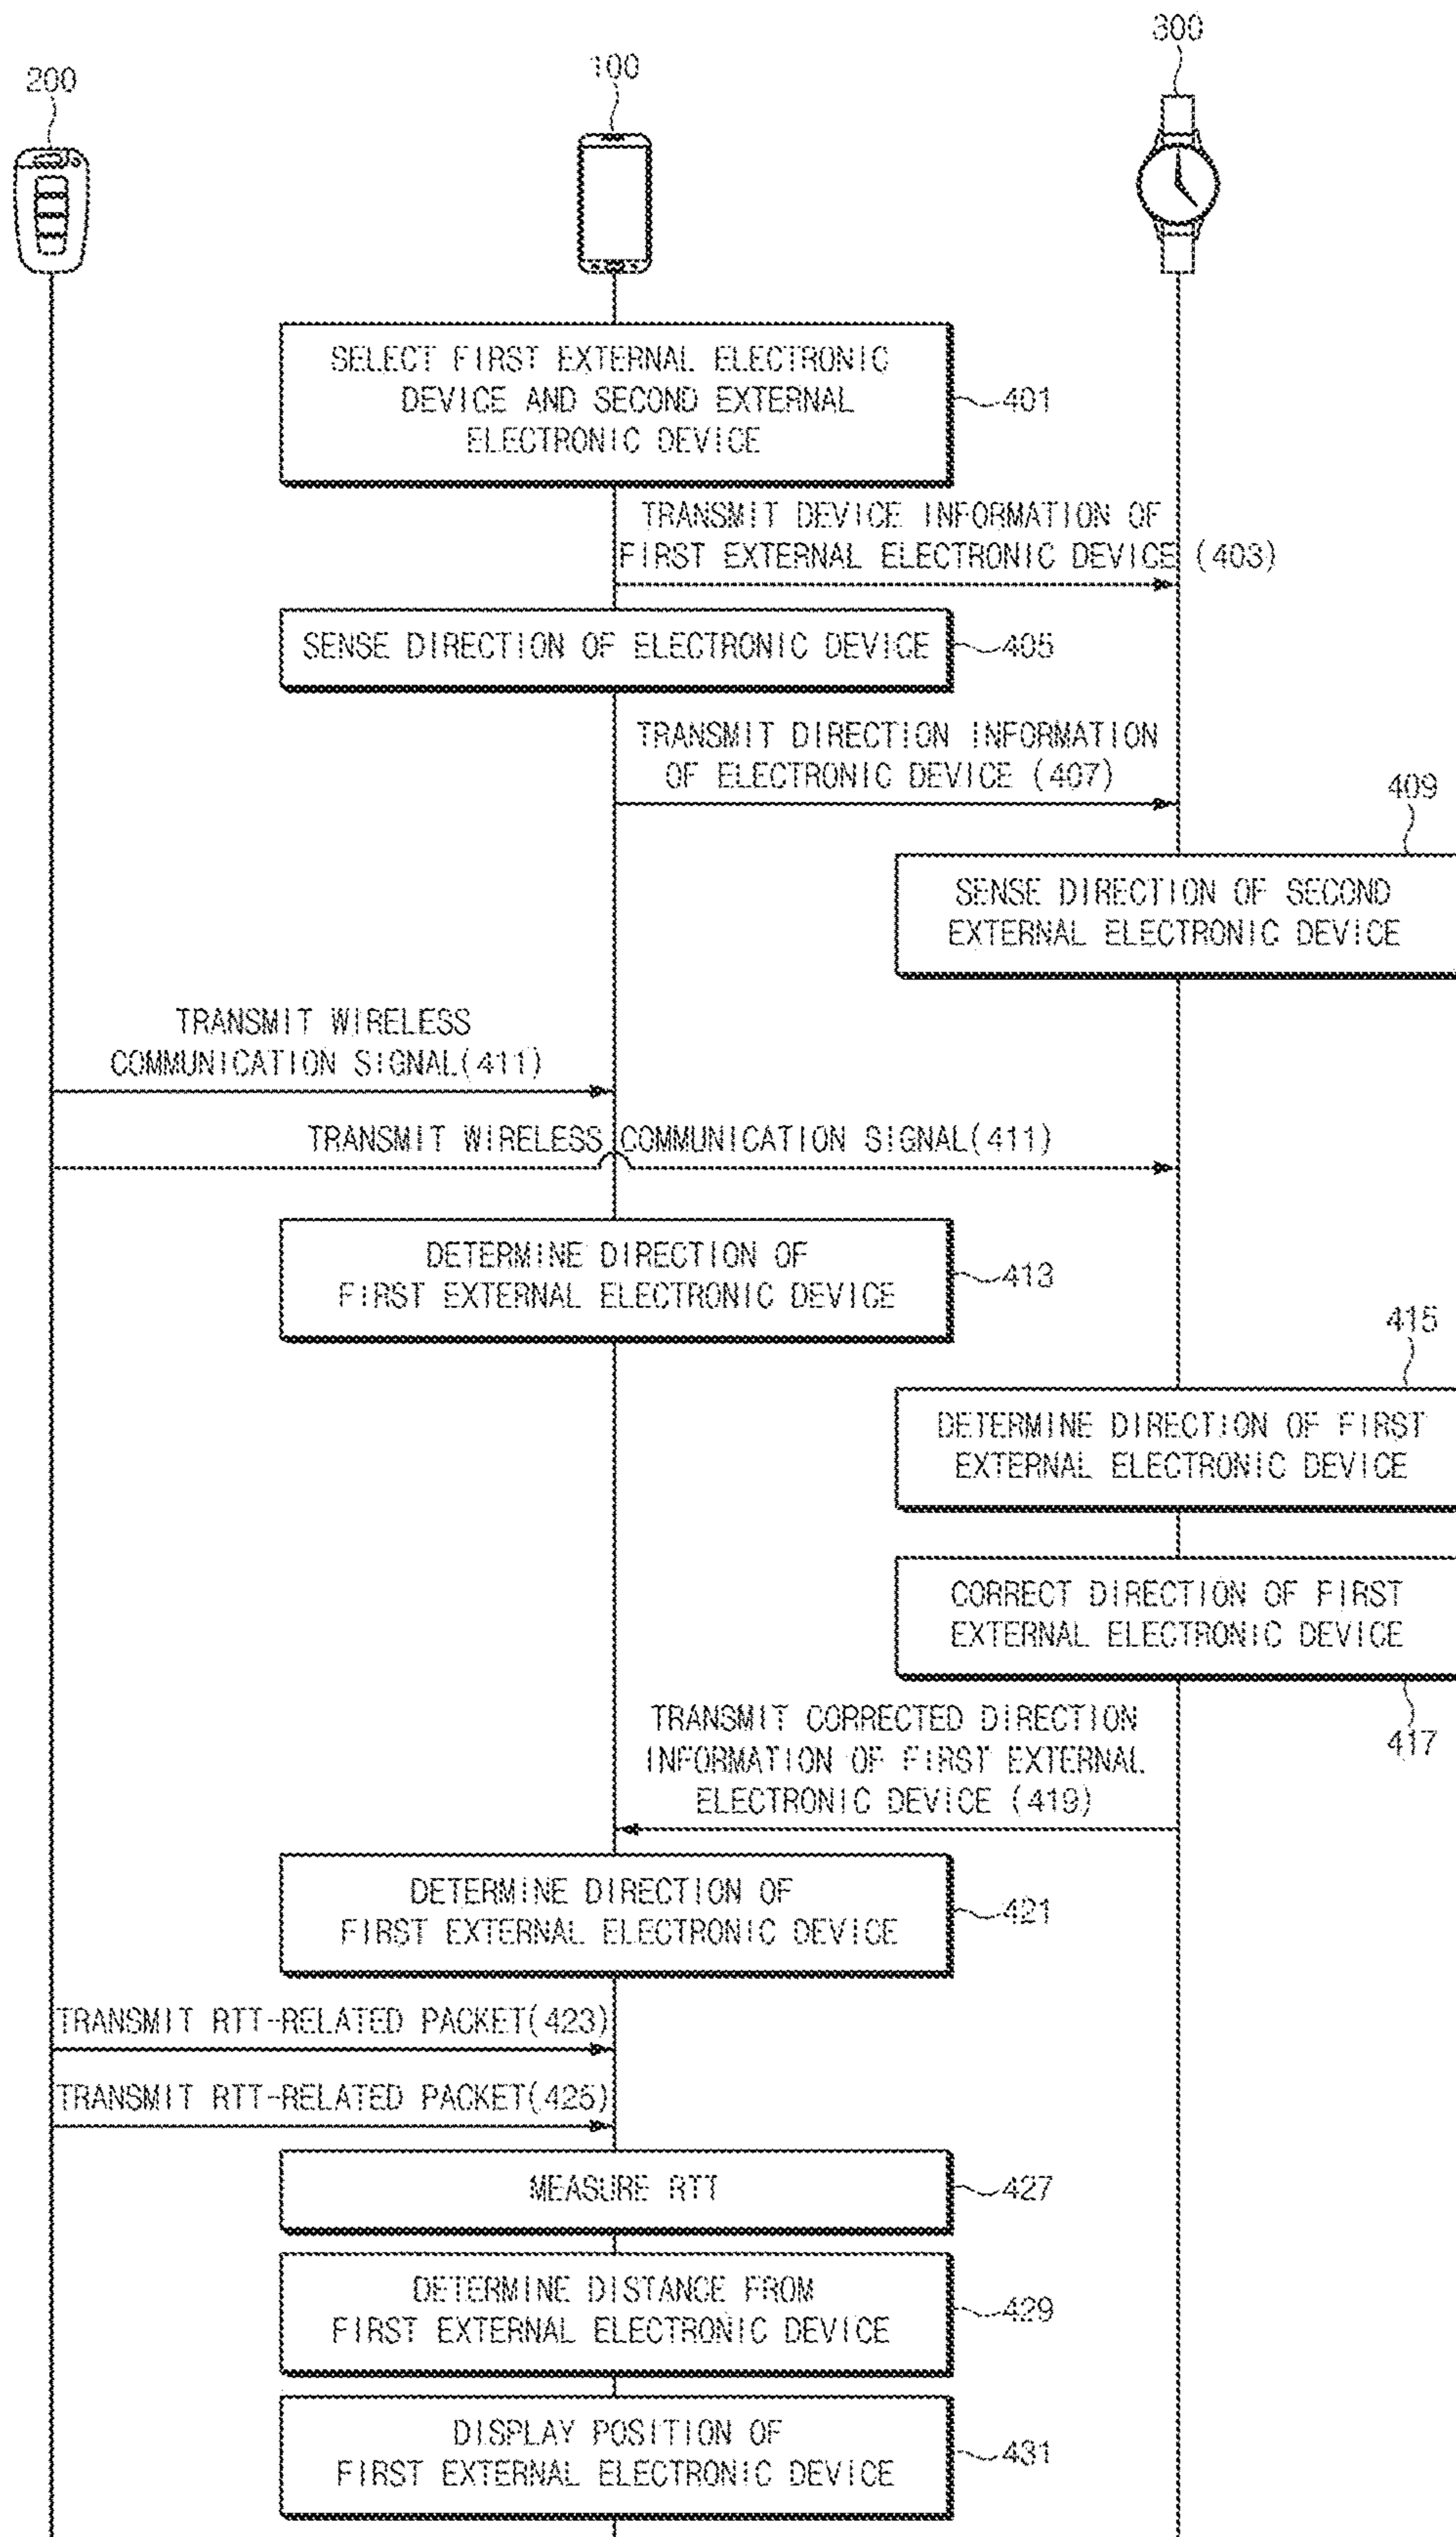 300
200
100
SELECT FIRST EXTERNAL ELECTRONIC
DEVICE AND SECOND EXTERNAL
ELECTRONIC DEVICE
401
TRANSMIT DEVICE INFORMATION OF
FIRST EXTERNAL ELECTRONIC DEVICE (403)
SENSE DIRECTION OF ELECTRONIC DEVICE
405
TRANSMIT DIRECTION INFORMATION
OF ELECTRONIC DEVICE (407)
409
SENSE DIRECTION OF SECOND
EXTERNAL ELECTRONIC DEVICE
TRANSMIT WIRELESS
COMMUNICATION SIGNAL(411)
TRANSMIT WIRELESS COMMUNICATION SIGNAL(411)
DETERMINE DIRECTION OF
FIRST EXTERNAL ELECTRONIC DEVICE
413
415
DETERMINE DIRECTION OF FIRST
EXTERNAL ELECTRONIC DEVICE
CORRECT DIRECTION OF FIRST
EXTERNAL ELECTRONIC DEVICE
417
TRANSMIT CORRECTED DIRECTION
INFORMATION OF FIRST EXTERNAL
ELECTRONIC DEVICE (419)
DETERMINE DIRECTION OF
FIRST EXTERNAL ELECTRONIC DEVICE
421
TRANSMIT RTT-RELATED PACKET(423)
TRANSMIT RTT-RELATED PACKET(425)
MEASURE RTT
427
DETERMINE DISTANCE FROM
FIRST EXTERNAL ELECTRONIC DEVICE
429
DISPLAY POSITION OF
FIRST EXTERNAL ELECTRONIC DEVICE
431